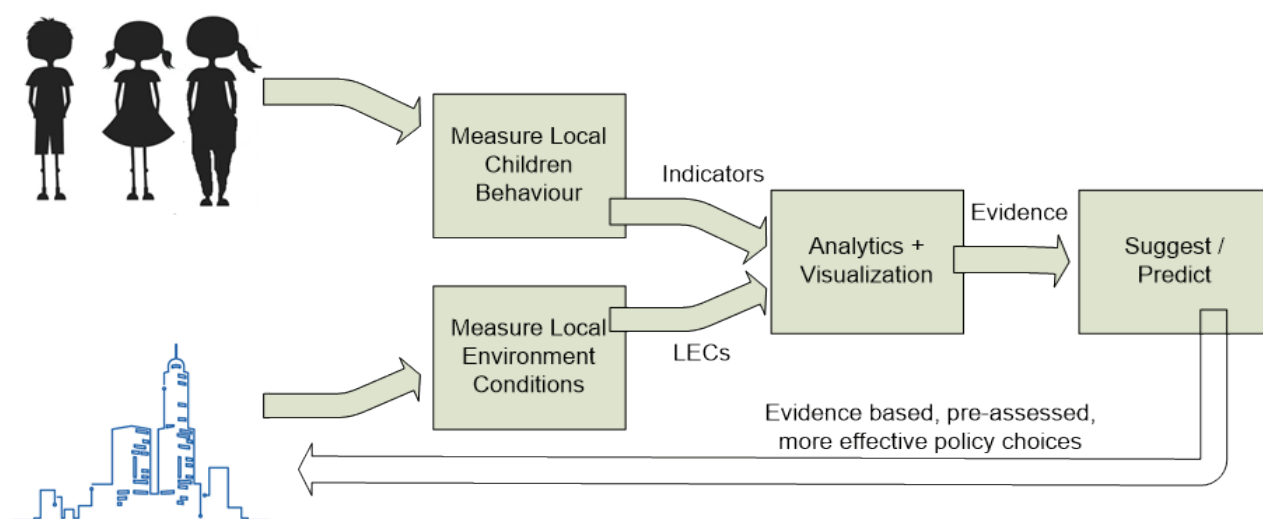 Measure Local
Children
Behaviour
Indicators
Analytics +
Visualization
Evidence
Suggest /
Predict
Measure Local
Environment
Conditions
LECs
Evidence based, pre-assessed,
more effective policy choices